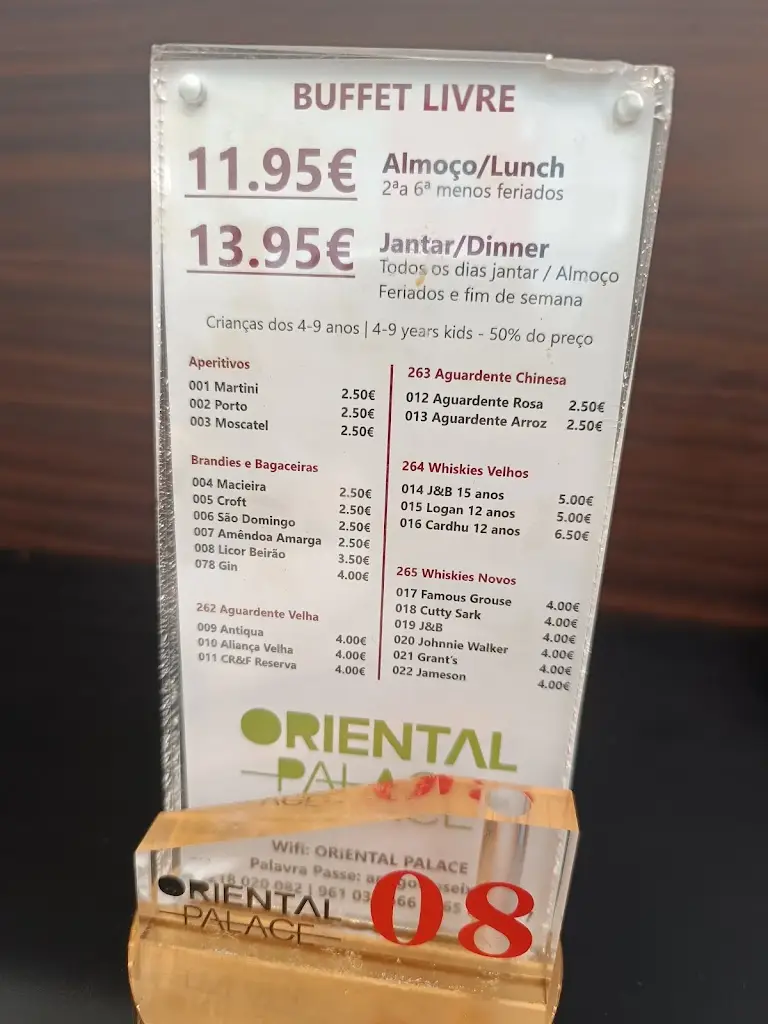 BUFFET LIVRE
11.95€ Almoço/Lunch
2ªa 6ª menos feriados
13.95€ Jantar/Dinner
Todos os dias jantar / Almoço
Feriados e fim de semana
Crianças dos 4-9 anos | 4-9 years kids - 50% do preço
Aperitivos
001 Martini 2.50€
002 Porto 2.50€
003 Moscatel 2.50€
Brandies e Bagaceiras
004 Macieira 2.50€
005 Croft 2.50€
006 São Domingo 2.50€
007 Amêndoa Amarga 2.50€
008 Licor Beirão 3.50€
078 Gin 4.00€
262 Aguardente Velha
009 Antiqua 4.00€
010 Aliança Velha 4.00€
011 CR&F Reserva 4.00€
263 Aguardente Chinesa
012 Aguardente Rosa 2.50€
013 Aguardente Arroz 2.50€
264 Whiskies Velhos
014 J&B 15 anos 5.00€
015 Logan 12 anos 5.00€
016 Cardhu 12 anos 6.50€
265 Whiskies Novos
017 Famous Grouse 4.00€
018 Cutty Sark 4.00€
019 J&B 4.00€
020 Johnnie Walker 4.00€
021 Grant's 4.00€
022 Jameson 4.00€
ORIENTAL
PALACE
Wifi: ORIENTAL PALACE
Palavra Passe:
020 082 | 961
ORIENTAL
PALACE
08